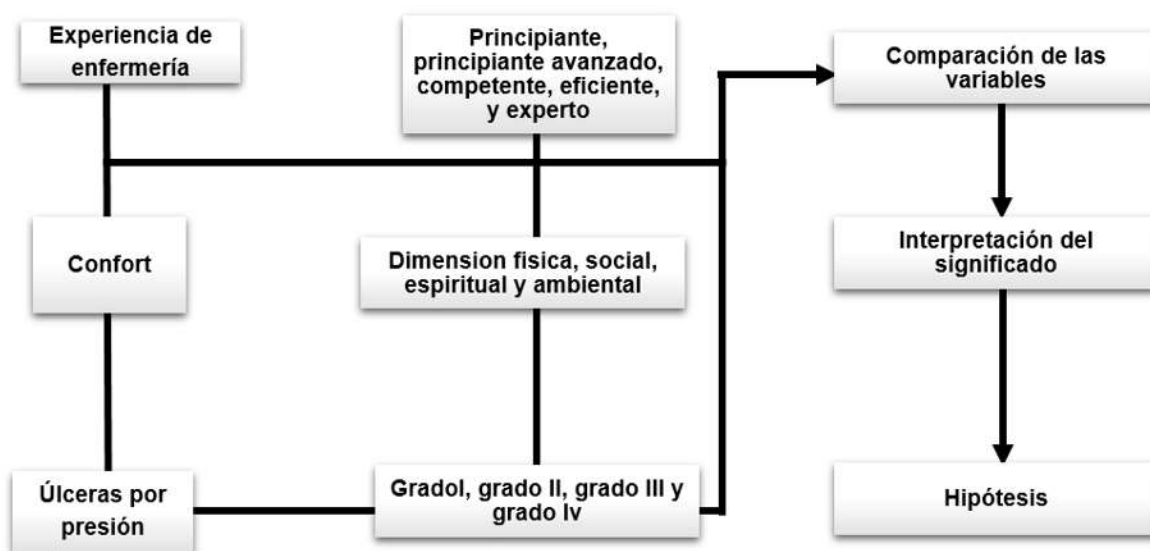 Experiencia de
enfermería
Principiante,
principiante avanzado,
competente, eficiente,
y experto
Comparación de las
variables
Confort
Dimension fisica, social,
espiritual y ambiental
Interpretación del
significado
Úlceras por
presión
GradoI, grado II, grado III y
grado Iv
Hipótesis